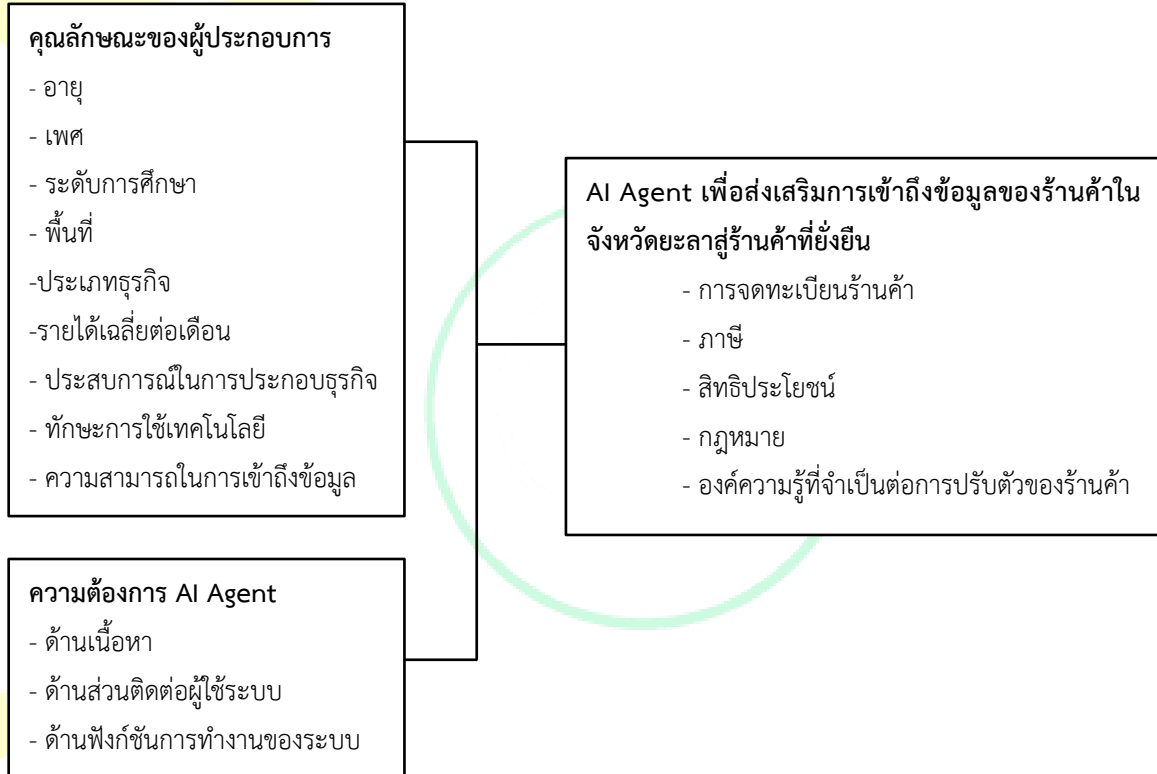 คุณลักษณะของผู้ประกอบการ
- อายุ
- เพศ
- ระดับการศึกษา
- พื้นที่
-ประเภทธุรกิจ
-รายได้เฉลี่ยต่อเดือน
- ประสบการณ์ในการประกอบธุรกิจ
- ทักษะการใช้เทคโนโลยี
- ความสามารถในการเข้าถึงข้อมูล
ความต้องการ AI Agent
- ด้านเนื้อหา
- ด้านส่วนติดต่อผู้ใช้ระบบ
- ด้านฟังก์ชันการทำงานของระบบ
AI Agent เพื่อส่งเสริมการเข้าถึงข้อมูลของร้านค้าใน
จังหวัดยะลาสู่ร้านค้าที่ยั่งยืน
- การจดทะเบียนร้านค้า
- ภาษี
- สิทธิประโยชน์
- กฎหมาย
- องค์ความรู้ที่จำเป็นต่อการปรับตัวของร้านค้า